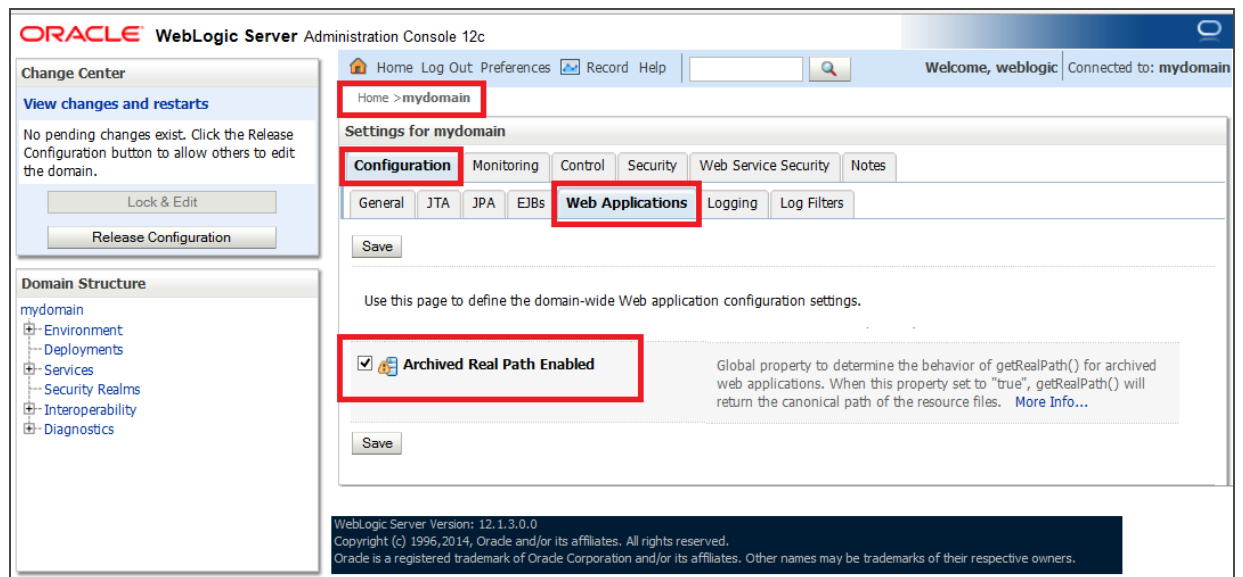 ORACLE WebLogic Server Administration Console 12c
Change Center
View changes and restarts
No pending changes exist. Click the Release
Configuration button to allow others to edit
the domain.
Lock & Edit
Release Configuration
Domain Structure
mydomain
Environment
Deployments
Services
Security Realms
Interoperability
Diagnostics
Home Log Out Preferences Record Help
Welcome, weblogic Connected to: mydomain
Home >mydomain
Settings for mydomain
Configuration Monitoring Control Security Web Service Security Notes
General JTA JPA EJBs Web Applications Logging Log Filters
Save
Use this page to define the domain-wide Web application configuration settings.
Archived Real Path Enabled
Global property to determine the behavior of getRealPath() for archived
web applications. When this property set to "true", getRealPath() will
return the canonical path of the resource files. More Info...
Save
WebLogic Server Version: 12.1.3.0.0
Copyright (c) 1996,2014, Oracle and/or its affiliates. All rights reserved.
Oracle is a registered trademark of Oracle Corporation and/or its affiliates. Other names may be trademarks of their respective owners.